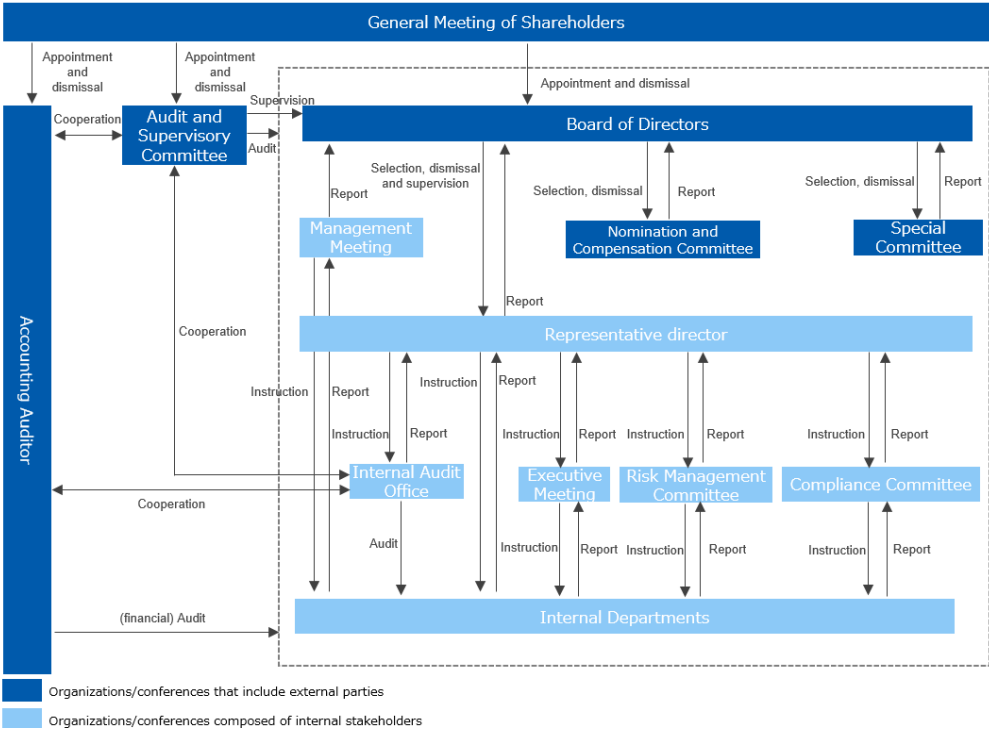 General Meeting of Shareholders
Appointment
and
dismissal
Appointment
and
dismissal
Appointment and dismissal
Supervision
Cooperation
Audit and
Supervisory
Committee
Audit
Board of Directors
Selection, dismissal
and supervision
Report
Selection, dismissal
Report
Selection, dismissal
Report
Management
Meeting
Nomination and
Compensation Committee
Special
Committee
Report
Accounting Auditor
Cooperation
Representative director
Instruction
Report
Instruction
Report
Instruction
Report
Instruction
Report
Instruction
Report
Instruction
Report
Internal Audit
Office
Executive
Meeting
Risk Management
Committee
Compliance Committee
Cooperation
Audit
Instruction
Report
Instruction
Report
Instruction
Report
(financial) Audit
Internal Departments
Organizations/conferences that include external parties
Organizations/conferences composed of internal stakeholders